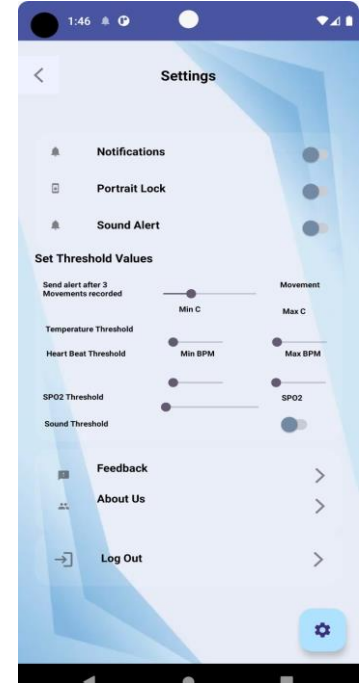 1:46
Settings
Notifications
Portrait Lock
Sound Alert
Set Threshold Values
Send alert after 3
Movements recorded
Movement
Min C
Max C
Temperature Threshold
Heart Beat Threshold
Min BPM
Max BPM
SPO2 Threshold
SPO2
Sound Threshold
Feedback
About Us
Log Out